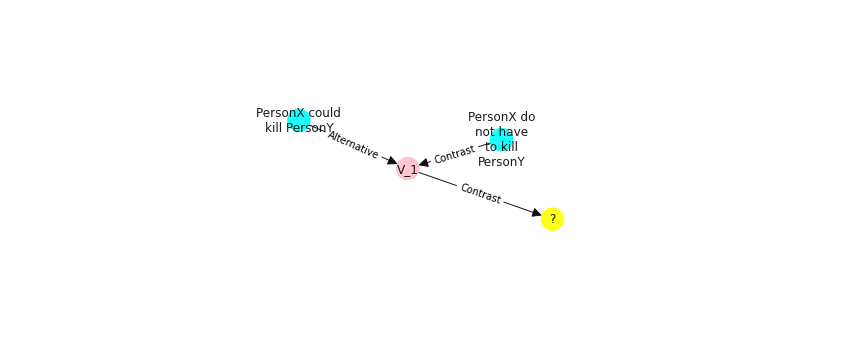 PersonX could
kill PersonY
Alternative
PersonX do
not have
to kill
PersonY
Contrast
V_1
Contrast
?